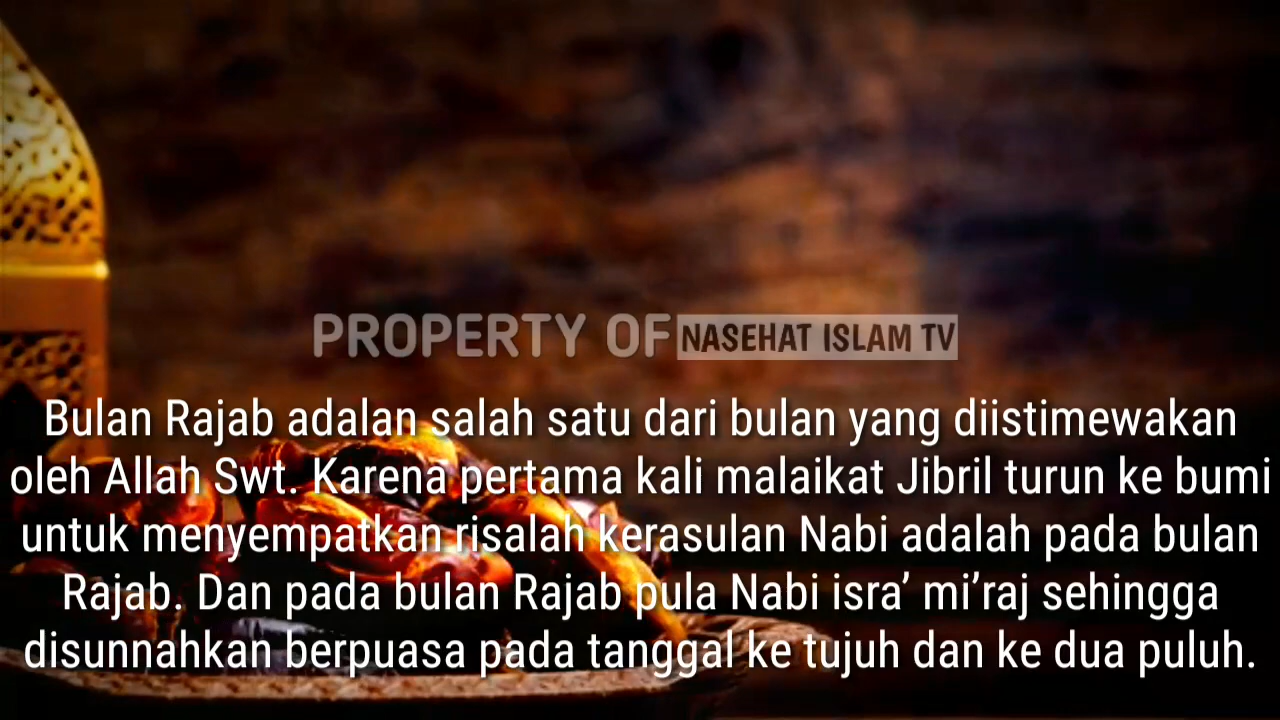 PROPERTY OF NASEHAT ISLAM TV
Bulan Rajab adalan salah satu dari bulan yang diistimewakan
oleh Allah Swt. Karena pertama kali malaikat Jibril turun ke bumi
untuk menyempatkan risalah kerasulan Nabi adalah pada bulan
Rajab. Dan pada bulan Rajab pula Nabi isra’ mi’raj sehingga
disunnahkan berpuasa pada tanggal ke tujuh dan ke dua puluh.